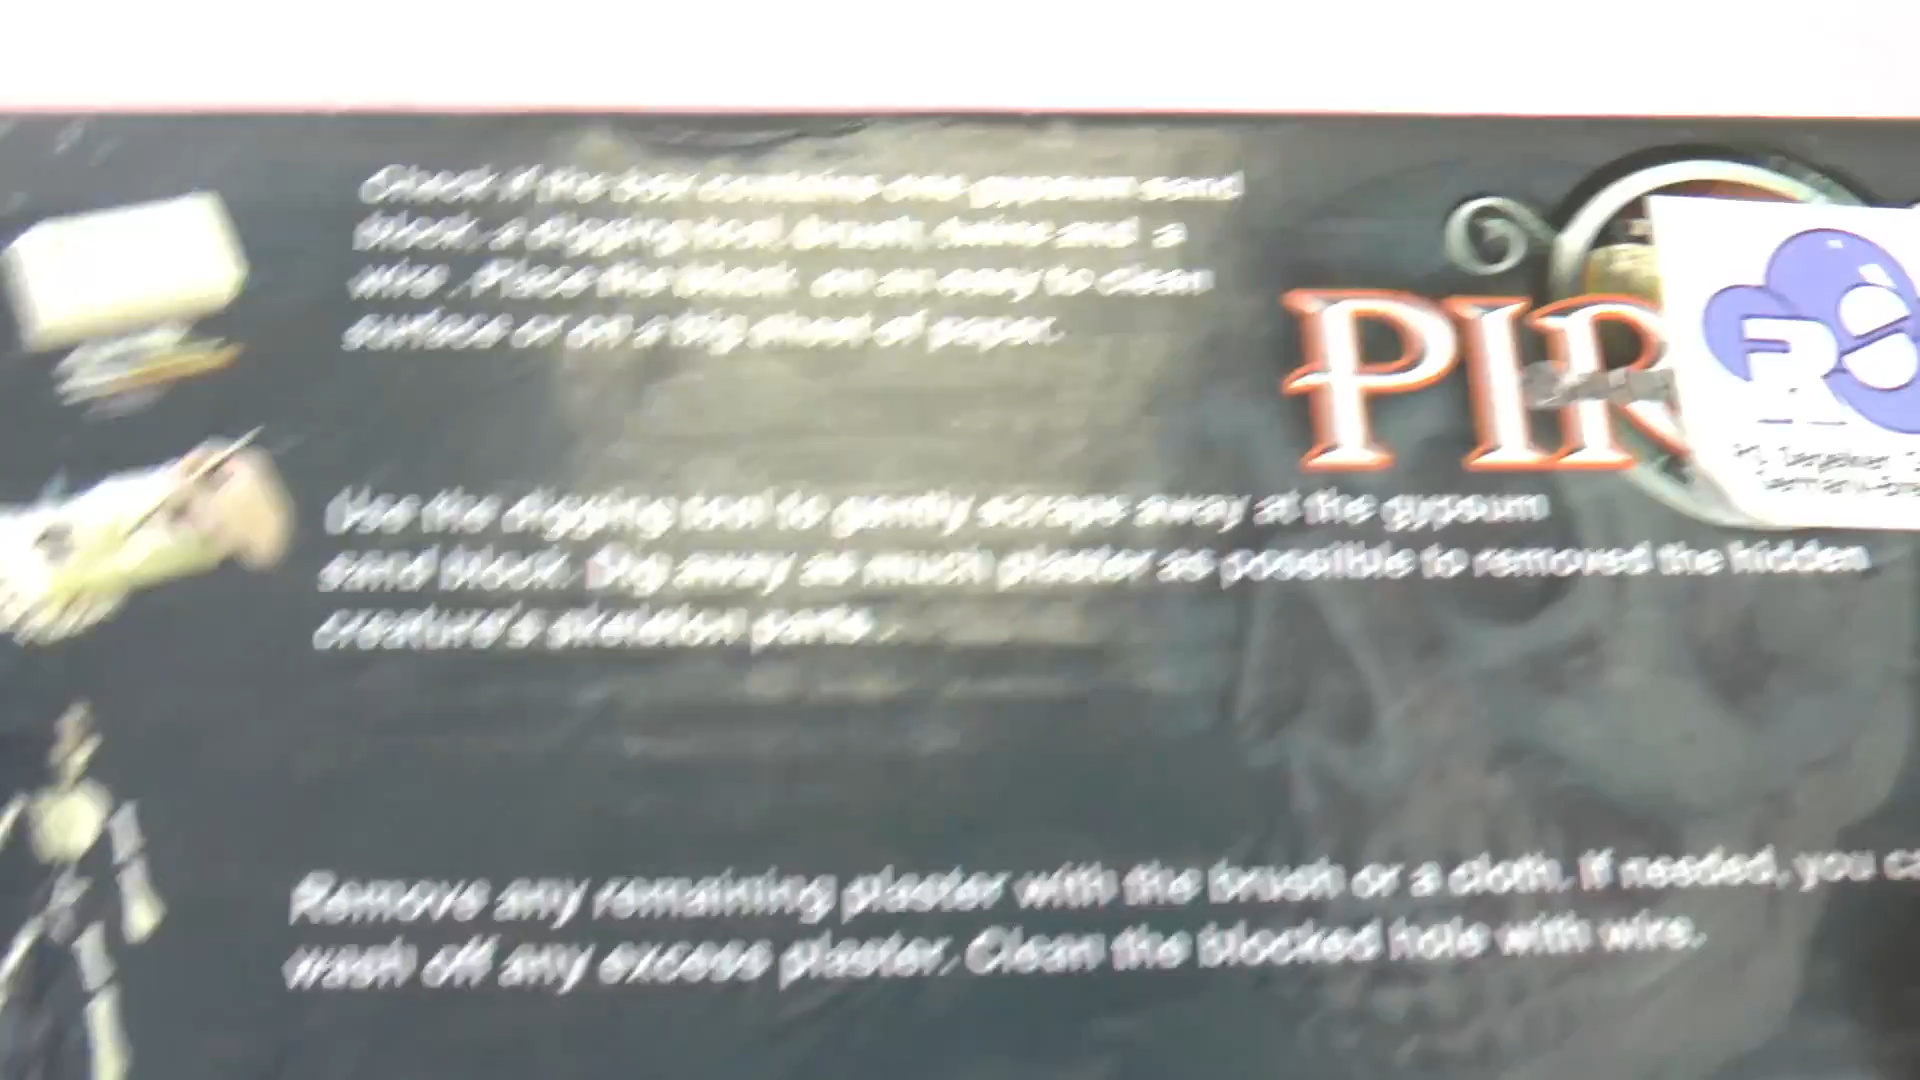 Check if the box contains one gypsum sand
block, a digging tool, brush, twine and a
wire . Place the block on an easy to clean
surface or on a big sheet of paper.
PIR
Use the digging tool to gently scrape away at the gypsum
sand block. Dig away as much plaster as possilble to removed the hidden
creature's skeleton parts.
Remove any remaining plaster with the brush or a cloth. If needed, you ca
wash off any excess plaster. Clean the blocked hole with wire.